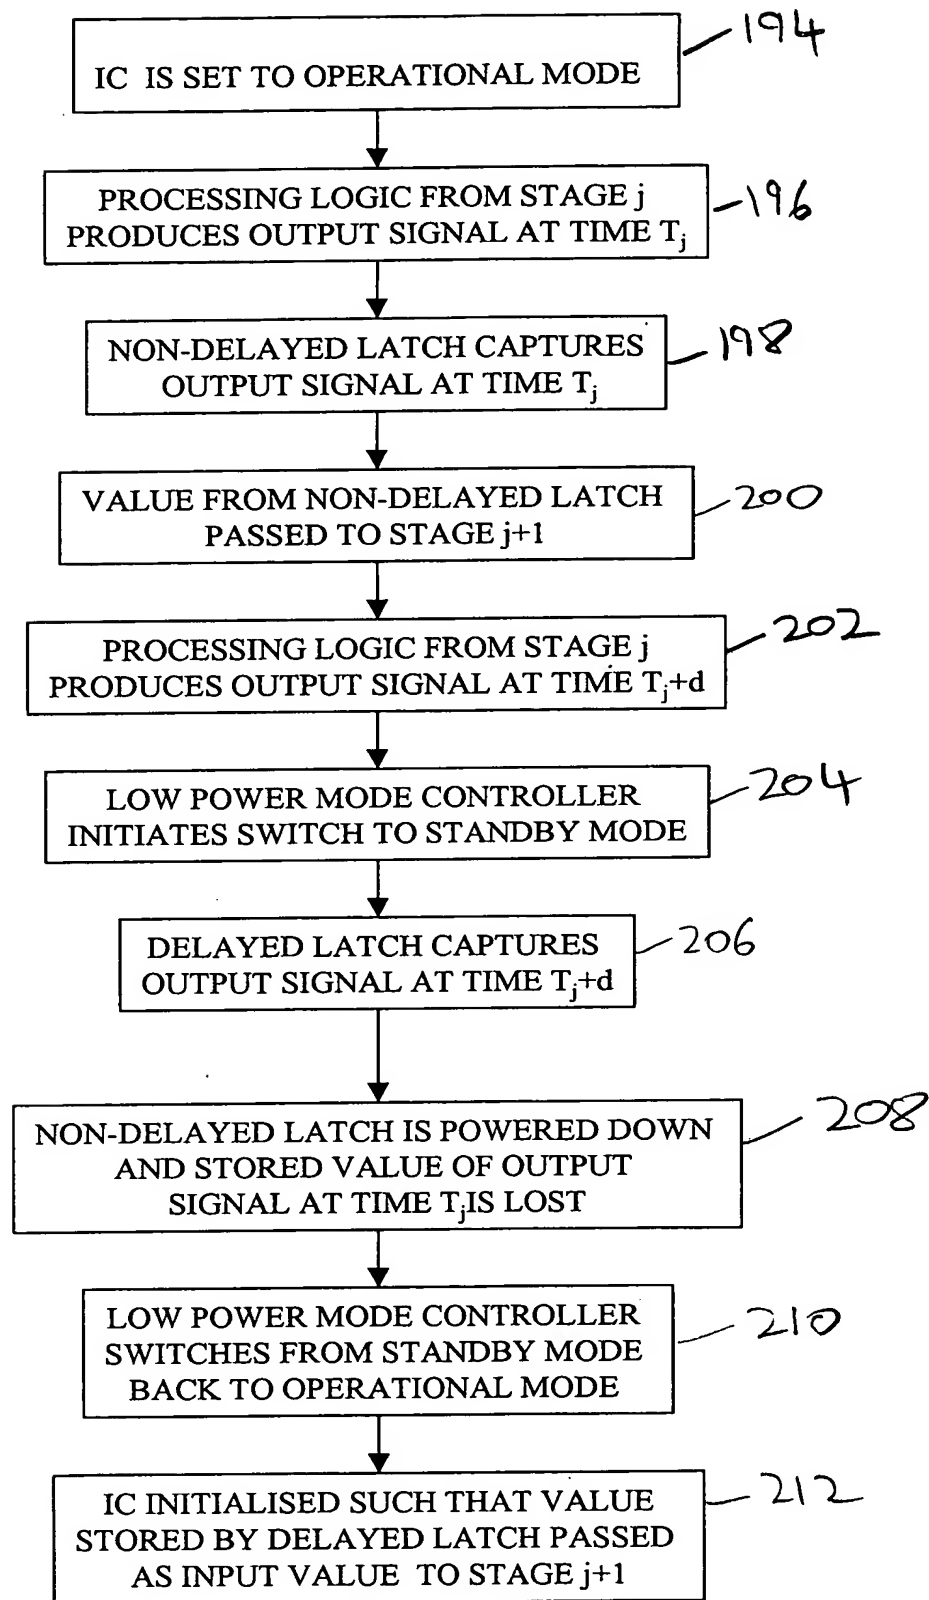 194
IC IS SET TO OPERATIONAL MODE
196
PROCESSING LOGIC FROM STAGE j
PRODUCES OUTPUT SIGNAL AT TIME Tj
198
NON-DELAYED LATCH CAPTURES
OUTPUT SIGNAL AT TIME Tj
200
VALUE FROM NON-DELAYED LATCH
PASSED TO STAGE j+1
202
PROCESSING LOGIC FROM STAGE j
PRODUCES OUTPUT SIGNAL AT TIME Tj+d
204
LOW POWER MODE CONTROLLER
INITIATES SWITCH TO STANDBY MODE
206
DELAYED LATCH CAPTURES
OUTPUT SIGNAL AT TIME Tj+d
208
NON-DELAYED LATCH IS POWERED DOWN
AND STORED VALUE OF OUTPUT
SIGNAL AT TIME TjIS LOST
210
LOW POWER MODE CONTROLLER
SWITCHES FROM STANDBY MODE
BACK TO OPERATIONAL MODE
212
IC INITIALISED SUCH THAT VALUE
STORED BY DELAYED LATCH PASSED
AS INPUT VALUE TO STAGE j+1